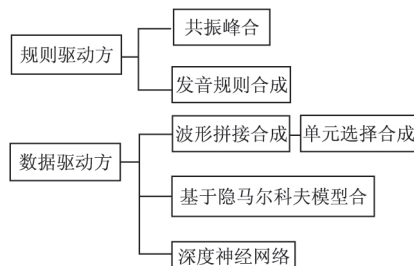 共振峰合
规则驱动方
发音规则合成
波形拼接合成
单元选择合成
数据驱动方
基于隐马尔科夫模型合
深度神经网络